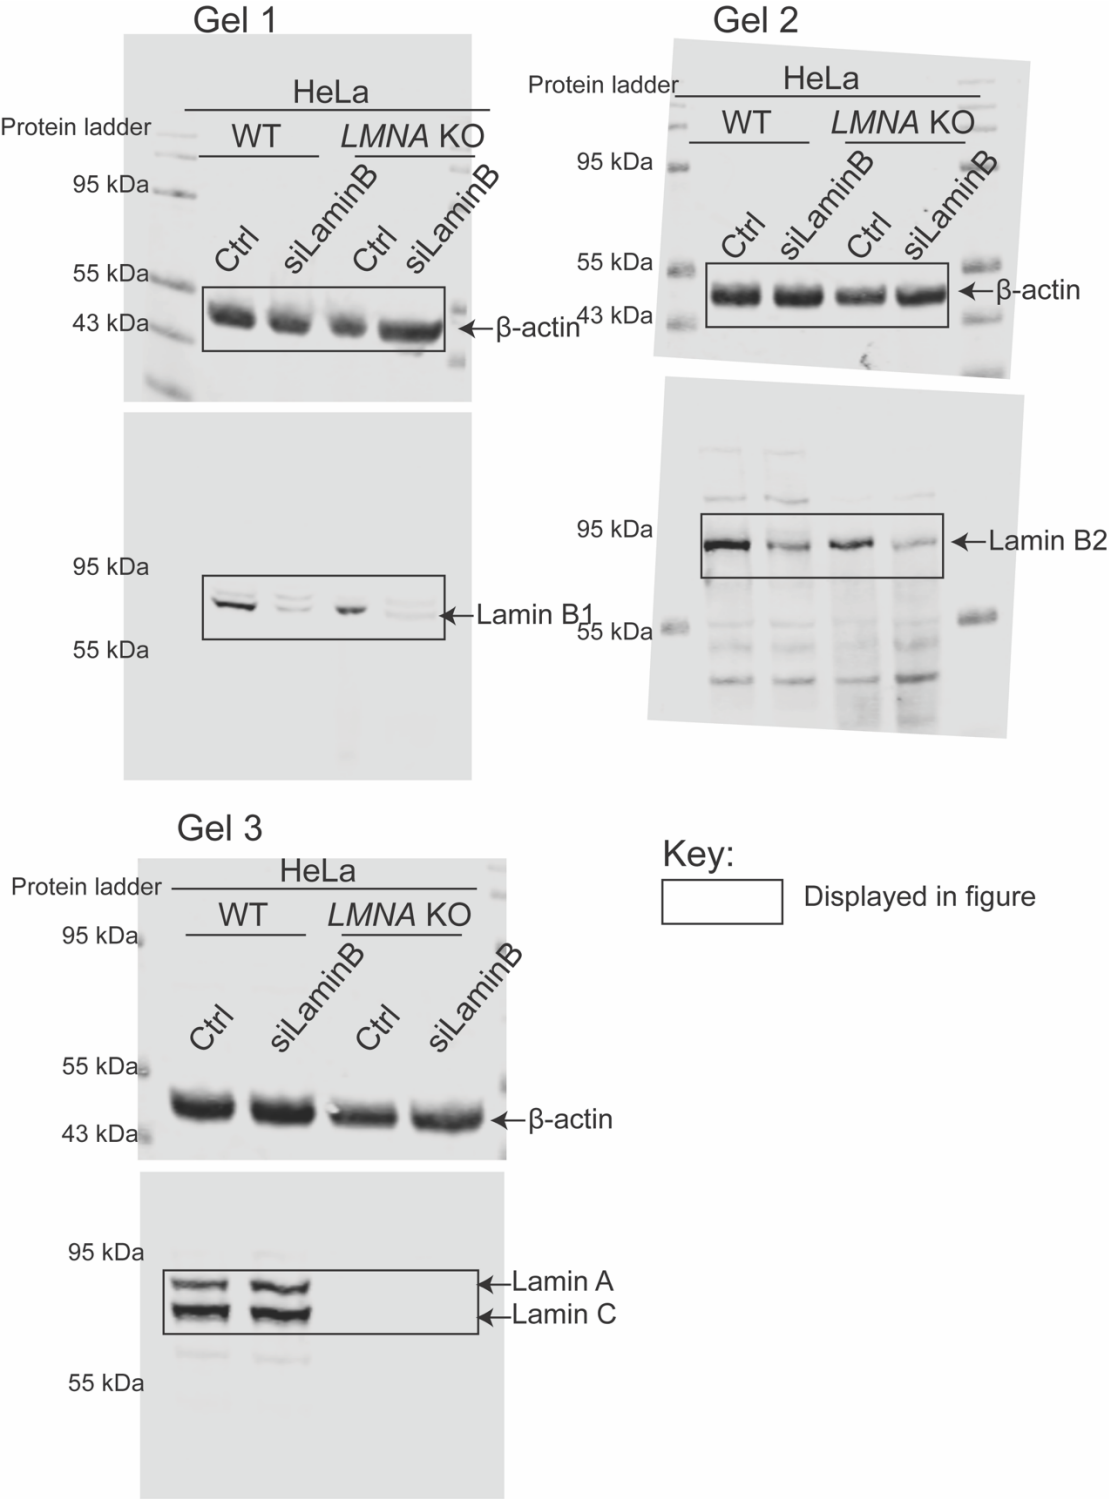 Gel 1
HeLa
Protein ladder
WT
LMNA KO
95 kDa
Ctrl
siLaminB
Ctrl
siLaminB
55 kDa
43 kDa
β-actin
95 kDa
Lamin B1
55 kDa
Gel 2
HeLa
Protein ladder
WT
LMNA KO
95 kDa
Ctrl
siLaminB
Ctrl
siLaminB
55 kDa
β-actin
43 kDa
95 kDa
Lamin B2
55 kDa
Gel 3
HeLa
Protein ladder
WT
LMNA KO
95 kDa
Ctrl
siLaminB
Ctrl
siLaminB
55 kDa
β-actin
43 kDa
95 kDa
Lamin A
Lamin C
55 kDa
Key:
Displayed in figure